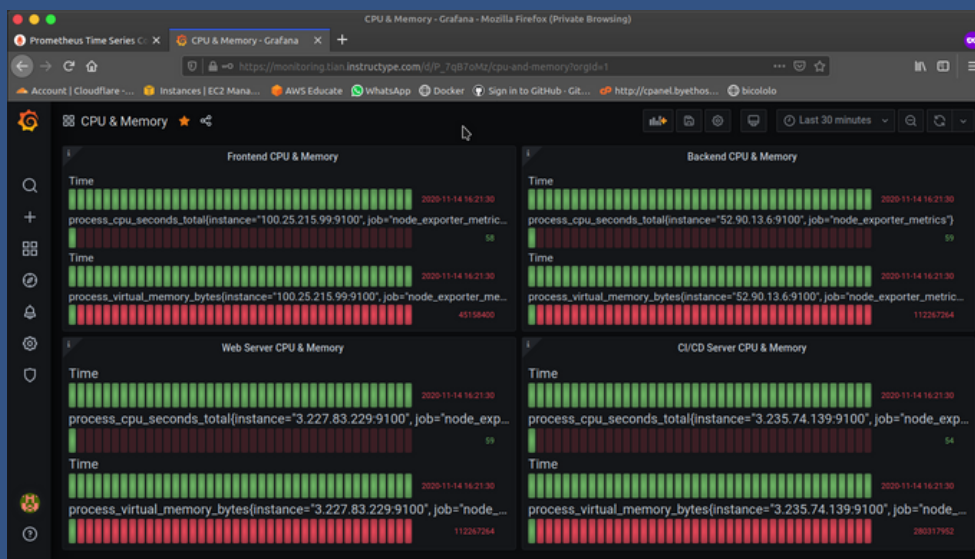 CPU & Memory - Grafana - Mozilla Firefox (Private Browsing)
Prometheus Time Series C
CPU & Memory - Grafana
https://monitoring.tian.instructype.com/d/P_7qB7oMz/cpu-and-memory?orgId=1
Account | Cloudflare -... Instances | EC2 Mana... AWS Educate WhatsApp Docker Sign in to GitHub · Git... http://cpanel.byethos... bicololo
CPU & Memory
Last 30 minutes
Frontend CPU & Memory
Time
2020-11-14 16:21:30
process_cpu_seconds_total{instance="100.25.215.99:9100", job="node_exporter_metric...
58
Time
2020-11-14 16:21:30
process_virtual_memory_bytes{instance="100.25.215.99:9100", job="node_exporter_me...
45158400
Backend CPU & Memory
Time
2020-11-14 16:21:30
process_cpu_seconds_total{instance="52.90.13.6:9100", job="node_exporter_metrics"}
59
Time
2020-11-14 16:21:30
process_virtual_memory_bytes{instance="52.90.13.6:9100", job="node_exporter_metric...
112267264
Web Server CPU & Memory
Time
2020-11-14 16:21:30
process_cpu_seconds_total{instance="3.227.83.229:9100", job="node_exp...
59
Time
2020-11-14 16:21:30
process_virtual_memory_bytes{instance="3.227.83.229:9100", job="node_...
112267264
CI/CD Server CPU & Memory
Time
2020-11-14 16:21:30
process_cpu_seconds_total{instance="3.235.74.139:9100", job="node_exp...
54
Time
2020-11-14 16:21:30
process_virtual_memory_bytes{instance="3.235.74.139:9100", job="node_...
280317952